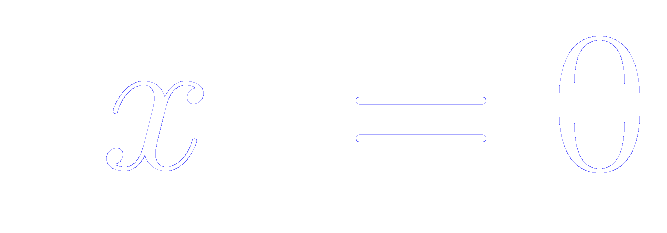 x = 0